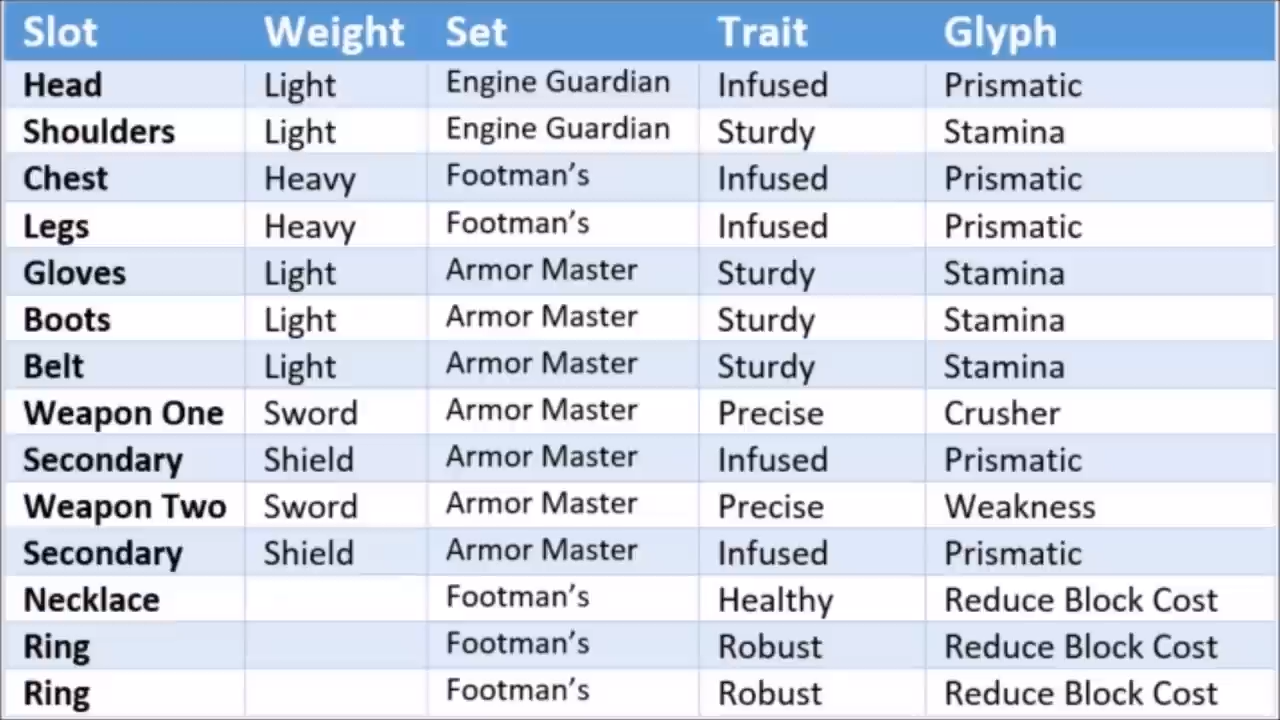 Slot Weight Set Trait Glyph
Head Light Engine Guardian Infused Prismatic
Shoulders Light Engine Guardian Sturdy Stamina
Chest Heavy Footman’s Infused Prismatic
Legs Heavy Footman’s Infused Prismatic
Gloves Light Armor Master Sturdy Stamina
Boots Light Armor Master Sturdy Stamina
Belt Light Armor Master Sturdy Stamina
Weapon One Sword Armor Master Precise Crusher
Secondary Shield Armor Master Infused Prismatic
Weapon Two Sword Armor Master Precise Weakness
Secondary Shield Armor Master Infused Prismatic
Necklace Footman’s Healthy Reduce Block Cost
Ring Footman’s Robust Reduce Block Cost
Ring Footman’s Robust Reduce Block Cost